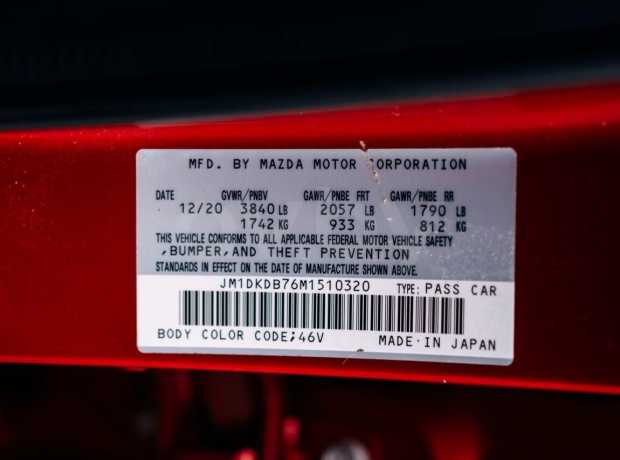 MFD. BY MAZDA MOTOR CORPORATION
DATE GVWR/PNBV GAWR/PNBE FRT GAWR/PNBE RR
12/20 3840 LB 2057 LB 1790 LB
1742 KG 933 KG 812 KG
THIS VEHICLE CONFORMS TO ALL APPLICABLE FEDERAL MOTOR VEHICLE SAFETY
,BUMPER,AND THEFT PREVENTION
STANDARDS IN EFFECT ON THE DATE OF MANUFACTURE SHOWN ABOVE.
JM1DKDB76M1510320 TYPE: PASS CAR
BODY COLOR CODE;46V MADE IN JAPAN